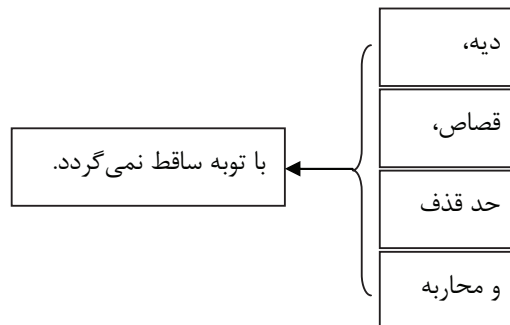 دیه،
قصاص،
حد قذف
و محاربه
با توبه ساقط نمی‌گردد.